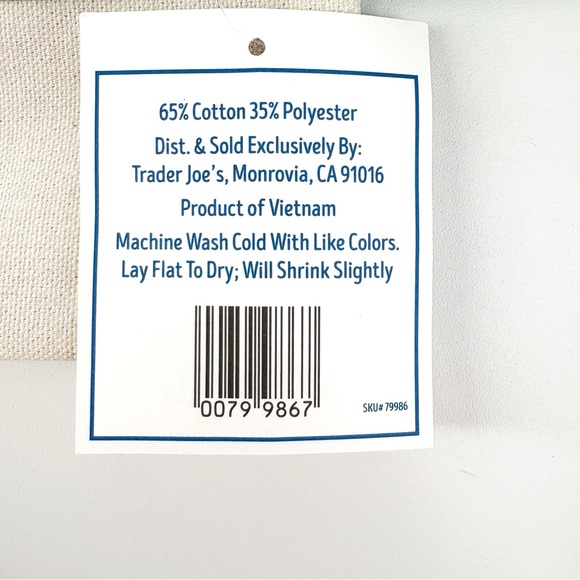 65% Cotton 35% Polyester
Dist. & Sold Exclusively By:
Trader Joe's, Monrovia, CA 91016
Product of Vietnam
Machine Wash Cold With Like Colors.
Lay Flat To Dry; Will Shrink Slightly
0079 9867
SKU# 79986